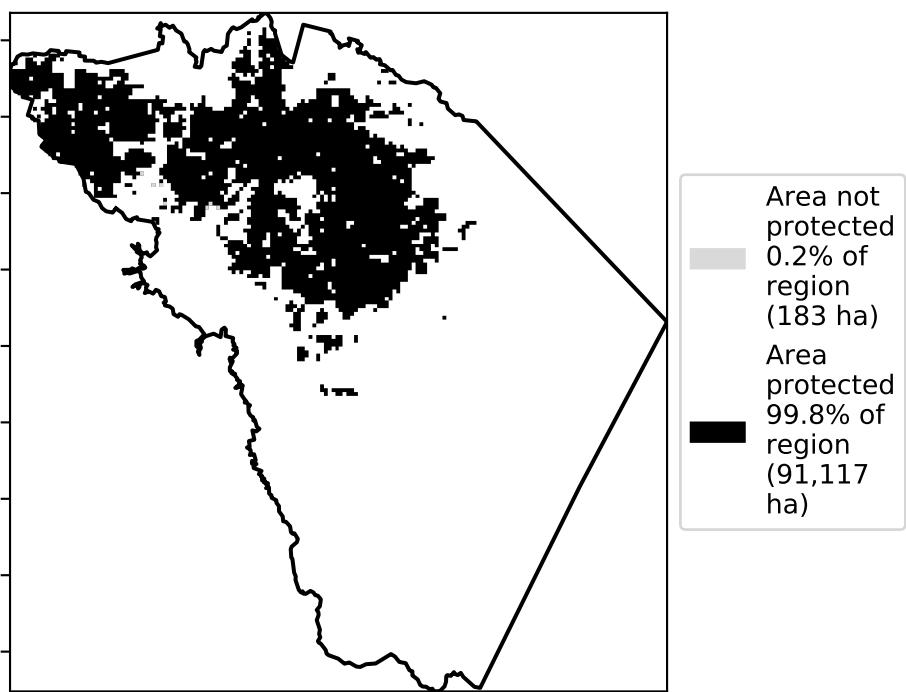 Area not
protected
0.2% of
region
(183 ha)
Area
protected
99.8% of
region
(91,117
ha)